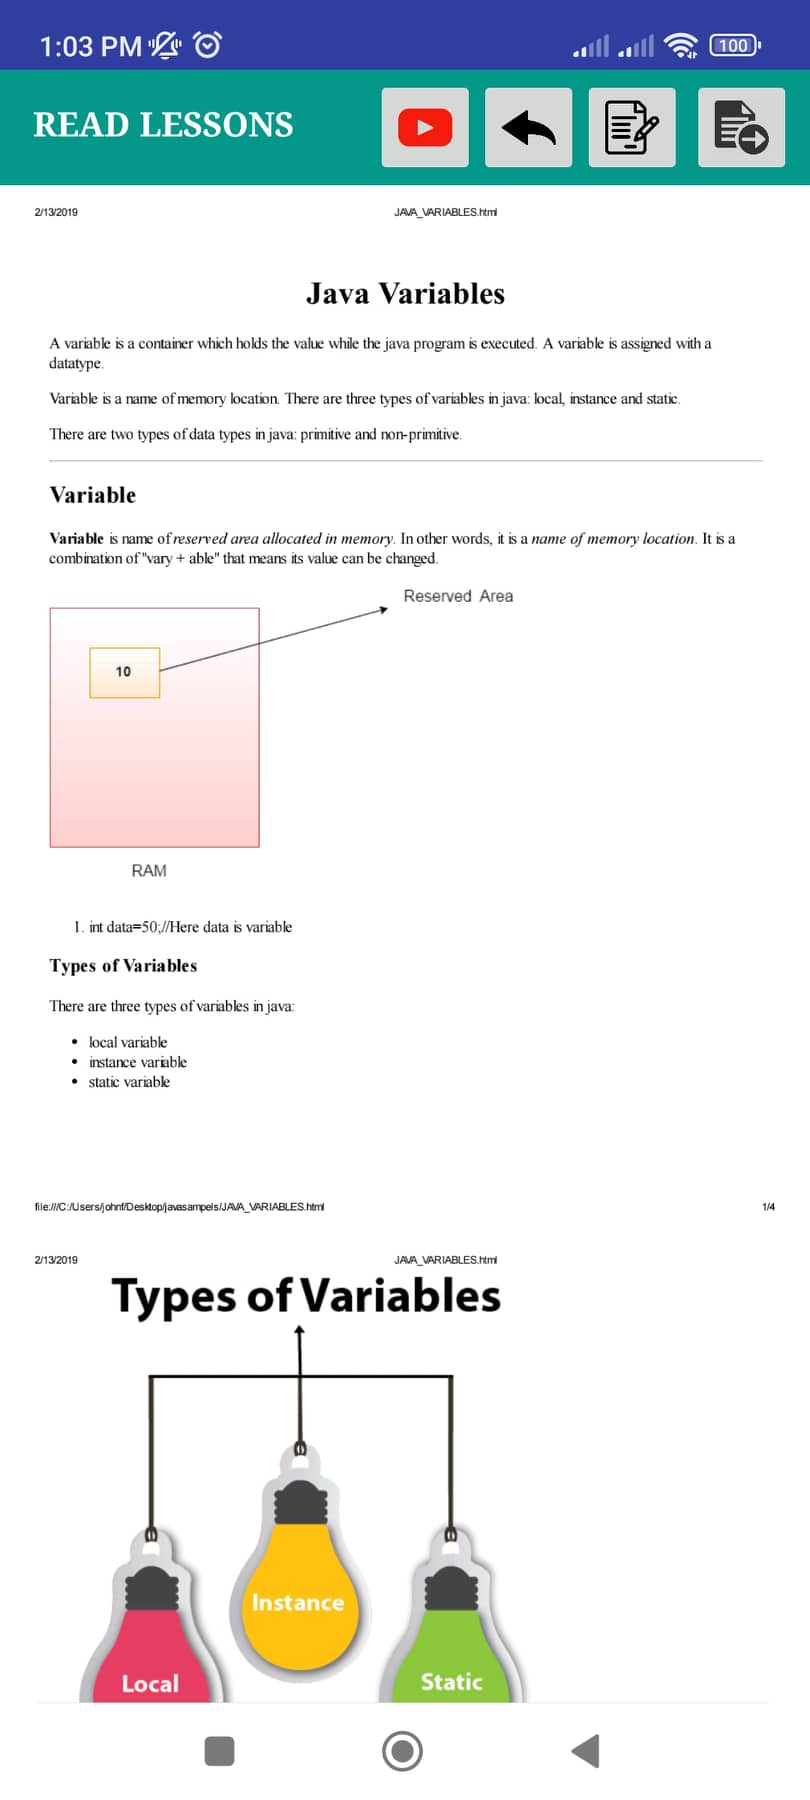 1:03 PM
100
READ LESSONS
2/13/2019 JAVA_VARIABLES.html
Java Variables
A variable is a container which holds the value while the java program is executed. A variable is assigned with a
datatype.
Variable is a name of memory location. There are three types of variables in java: local, instance and static.
There are two types of data types in java: primitive and non-primitive.
Variable
Variable is name of reserved area allocated in memory. In other words, it is a name of memory location. It is a
combination of "vary + able" that means its value can be changed.
Reserved Area
10
RAM
1. int data=50;//Here data is variable
Types of Variables
There are three types of variables in java:
• local variable
• instance variable
• static variable
file:///C:/Users/johnf/Desktop/javasampels/JAVA_VARIABLES.html 1/4
2/13/2019 JAVA_VARIABLES.html
Types of Variables
Instance
Local
Static